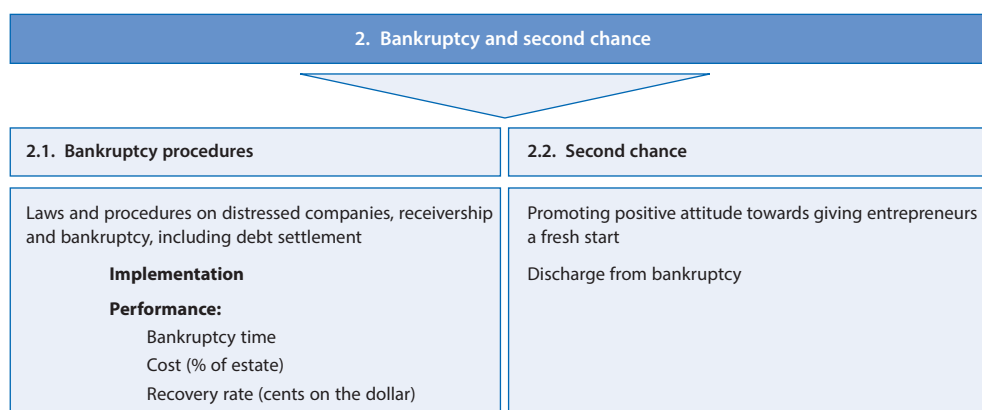 2. Bankruptcy and second chance
2.1. Bankruptcy procedures
Laws and procedures on distressed companies, receivership
and bankruptcy, including debt settlement
Implementation
Performance:
Bankruptcy time
Cost (% of estate)
Recovery rate (cents on the dollar)
2.2. Second chance
Promoting positive attitude towards giving entrepreneurs
a fresh start
Discharge from bankruptcy